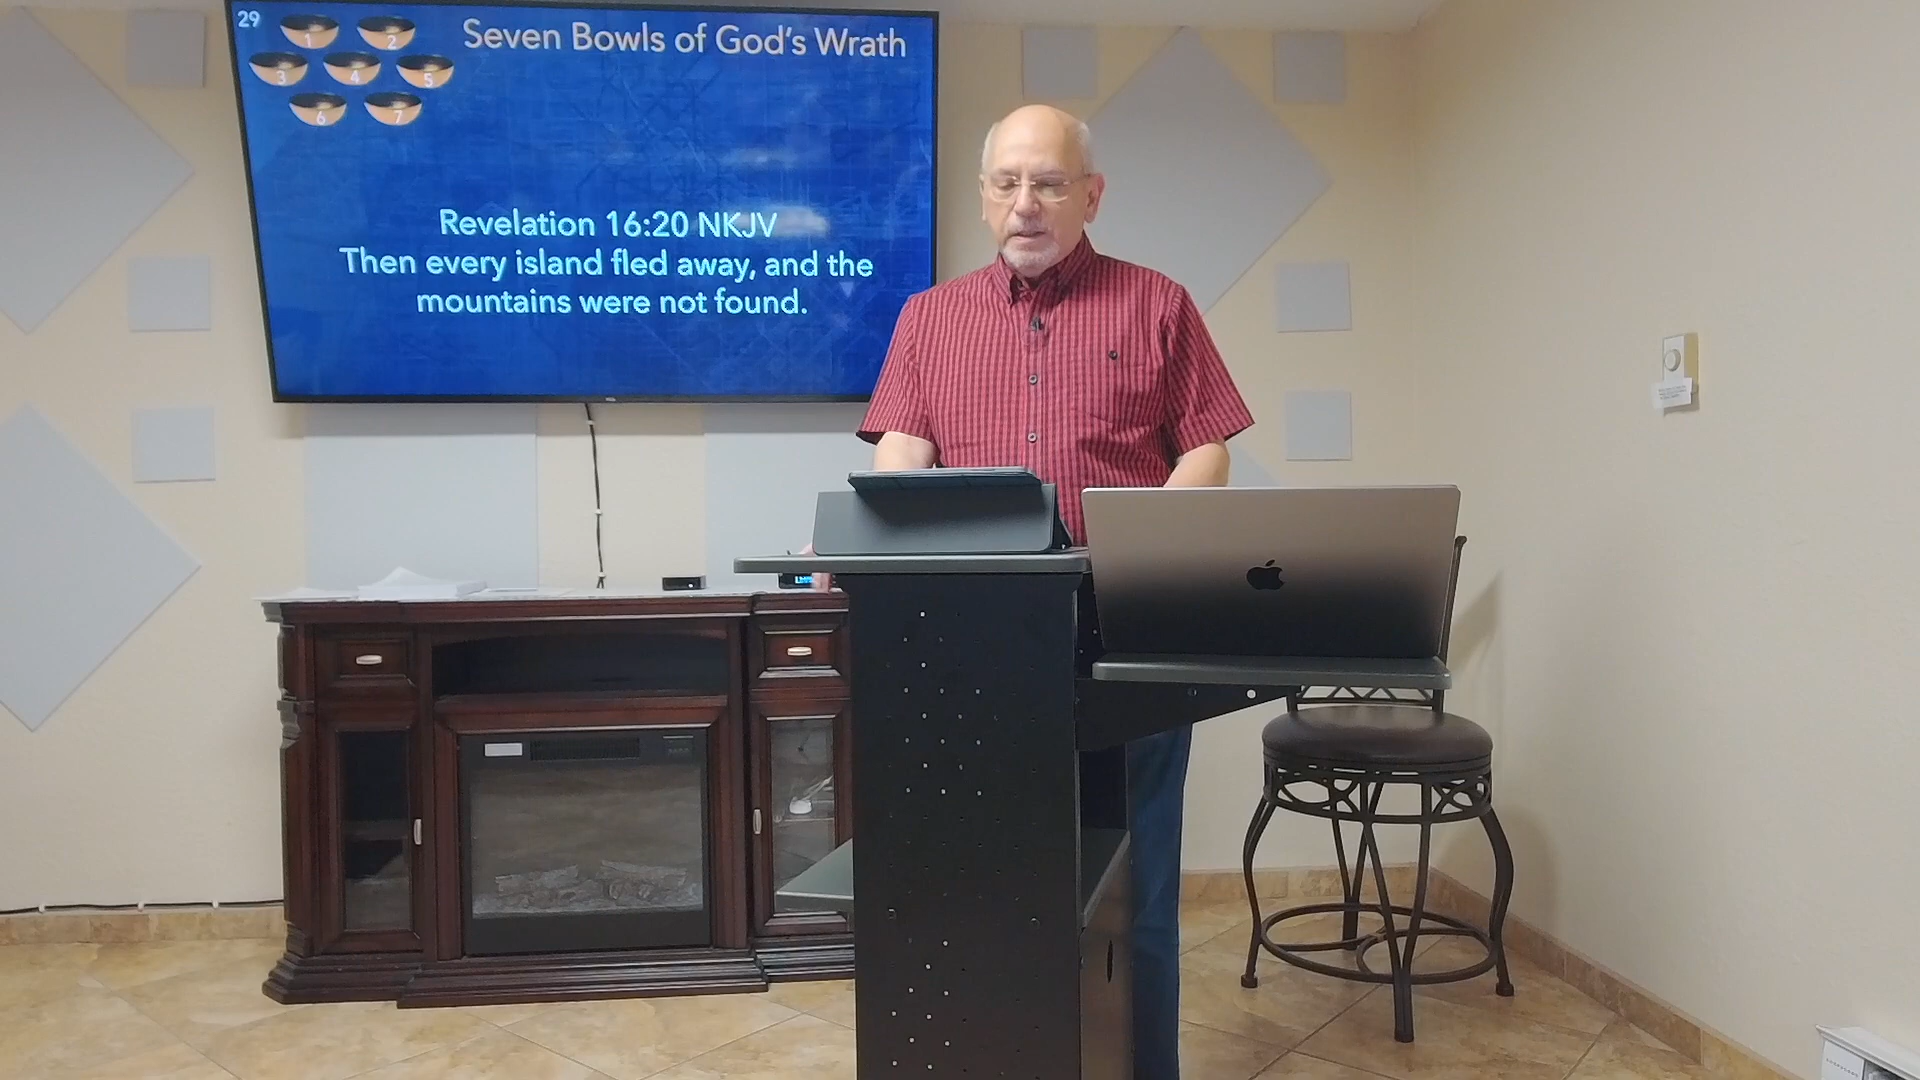 29
Seven Bowls of God's Wrath
1 2
3 4 5
6 7
Revelation 16:20 NKJV
Then every island fled away, and the
mountains were not found.